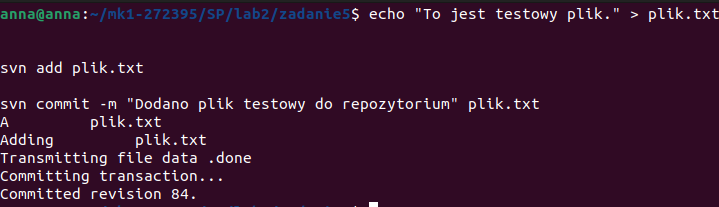 anna@anna:~/mk1-272395/SP/lab2/zadanie5$ echo "To jest testowy plik." > plik.txt
svn add plik.txt
svn commit -m "Dodano plik testowy do repozytorium" plik.txt
A         plik.txt
Adding         plik.txt
Transmitting file data .done
Committing transaction...
Committed revision 84.